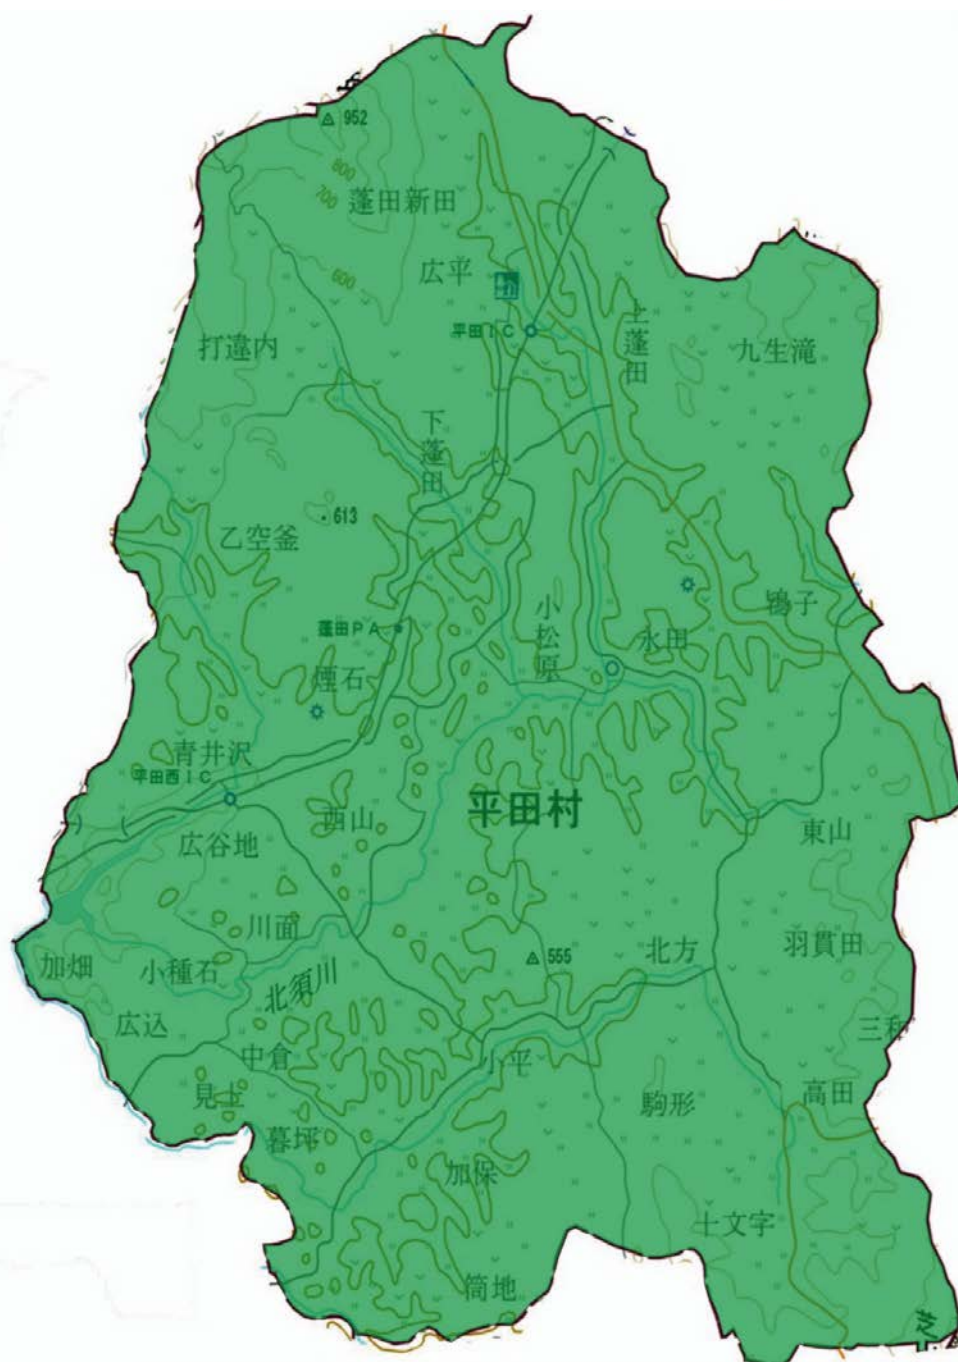 952
800
700
蓬田新田
600
広平
平田IC
上蓬田
九生滝
打違内
下蓬田
613
乙空釜
鴇子
小松原
永田
蓬田PA
煙石
青井沢
平田西IC
西山
平田村
東山
広谷地
川面
羽貫田
北方
555
加畑
小種石
北須川
広込
三和
中倉
小平
見上
駒形
高田
暮坪
加保
十文字
筒地
芝